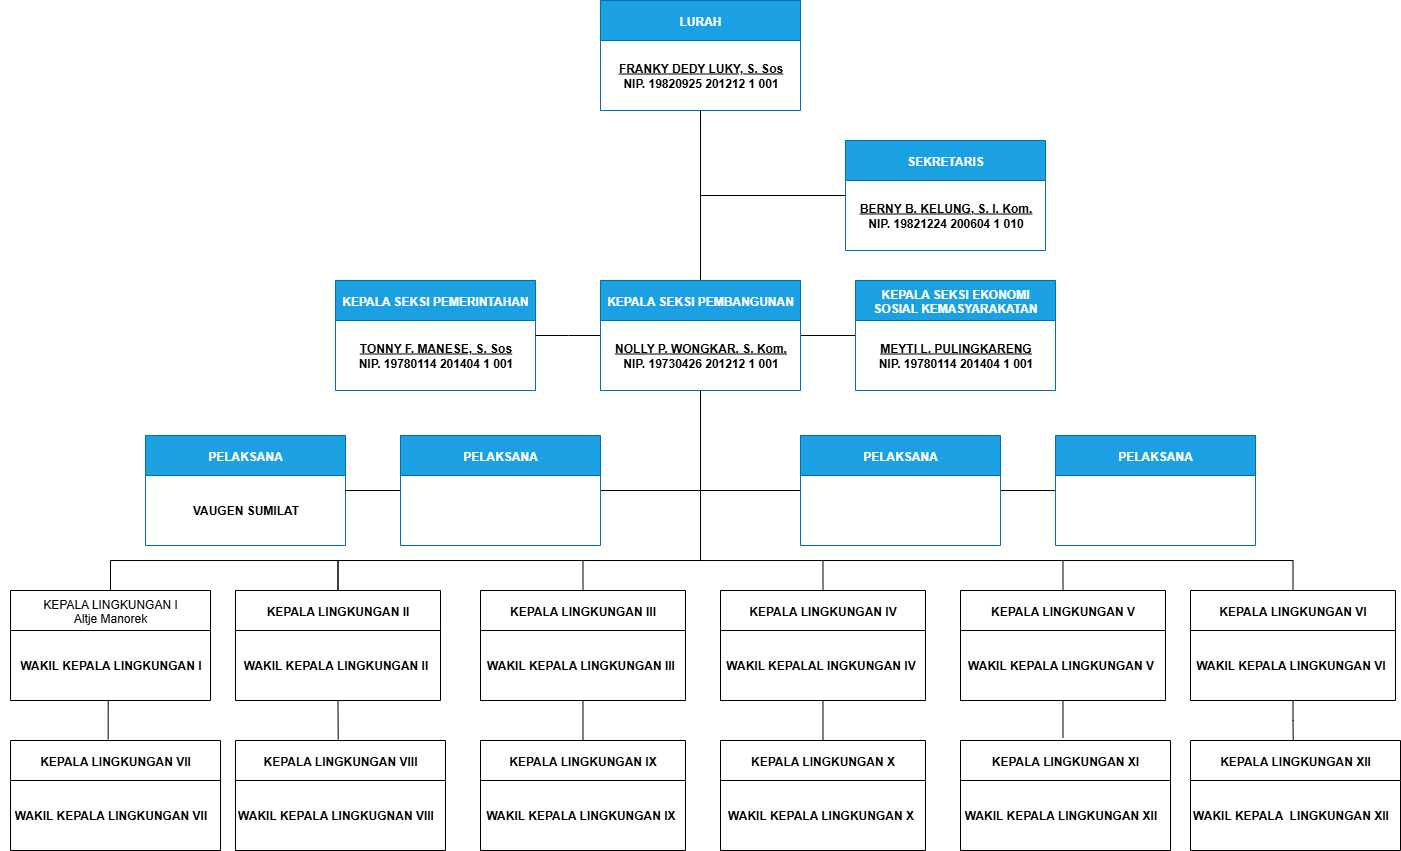 LURAH
FRANKY DEDY LUKY, S. Sos
NIP. 19820925 201212 1 001
SEKRETARIS
BERNY B. KELUNG, S. I. Kom.
NIP. 19821224 200604 1 010
KEPALA SEKSI PEMERINTAHAN
TONNY F. MANESE, S. Sos
NIP. 19780114 201404 1 001
KEPALA SEKSI PEMBANGUNAN
NOLLY P. WONGKAR. S. Kom.
NIP. 19730426 201212 1 001
KEPALA SEKSI EKONOMI
SOSIAL KEMASYARAKATAN
MEYTI L. PULINGKARENG
NIP. 19780114 201404 1 001
PELAKSANA
VAUGEN SUMILAT
PELAKSANA
PELAKSANA
PELAKSANA
KEPALA LINGKUNGAN I
Altje Manorek
WAKIL KEPALA LINGKUNGAN I
KEPALA LINGKUNGAN II
WAKIL KEPALA LINGKUNGAN II
KEPALA LINGKUNGAN III
WAKIL KEPALA LINGKUNGAN III
KEPALA LINGKUNGAN IV
WAKIL KEPALAL INGKUNGAN IV
KEPALA LINGKUNGAN V
WAKIL KEPALA LINGKUNGAN V
KEPALA LINGKUNGAN VI
WAKIL KEPALA LINGKUNGAN VI
KEPALA LINGKUNGAN VII
WAKIL KEPALA LINGKUNGAN VII
KEPALA LINGKUNGAN VIII
WAKIL KEPALA LINGKUGNAN VIII
KEPALA LINGKUNGAN IX
WAKIL KEPALA LINGKUNGAN IX
KEPALA LINGKUNGAN X
WAKIL KEPALA LINGKUNGAN X
KEPALA LINGKUNGAN XI
WAKIL KEPALA LINGKUNGAN XII
KEPALA LINGKUNGAN XII
WAKIL KEPALA  LINGKUNGAN XII